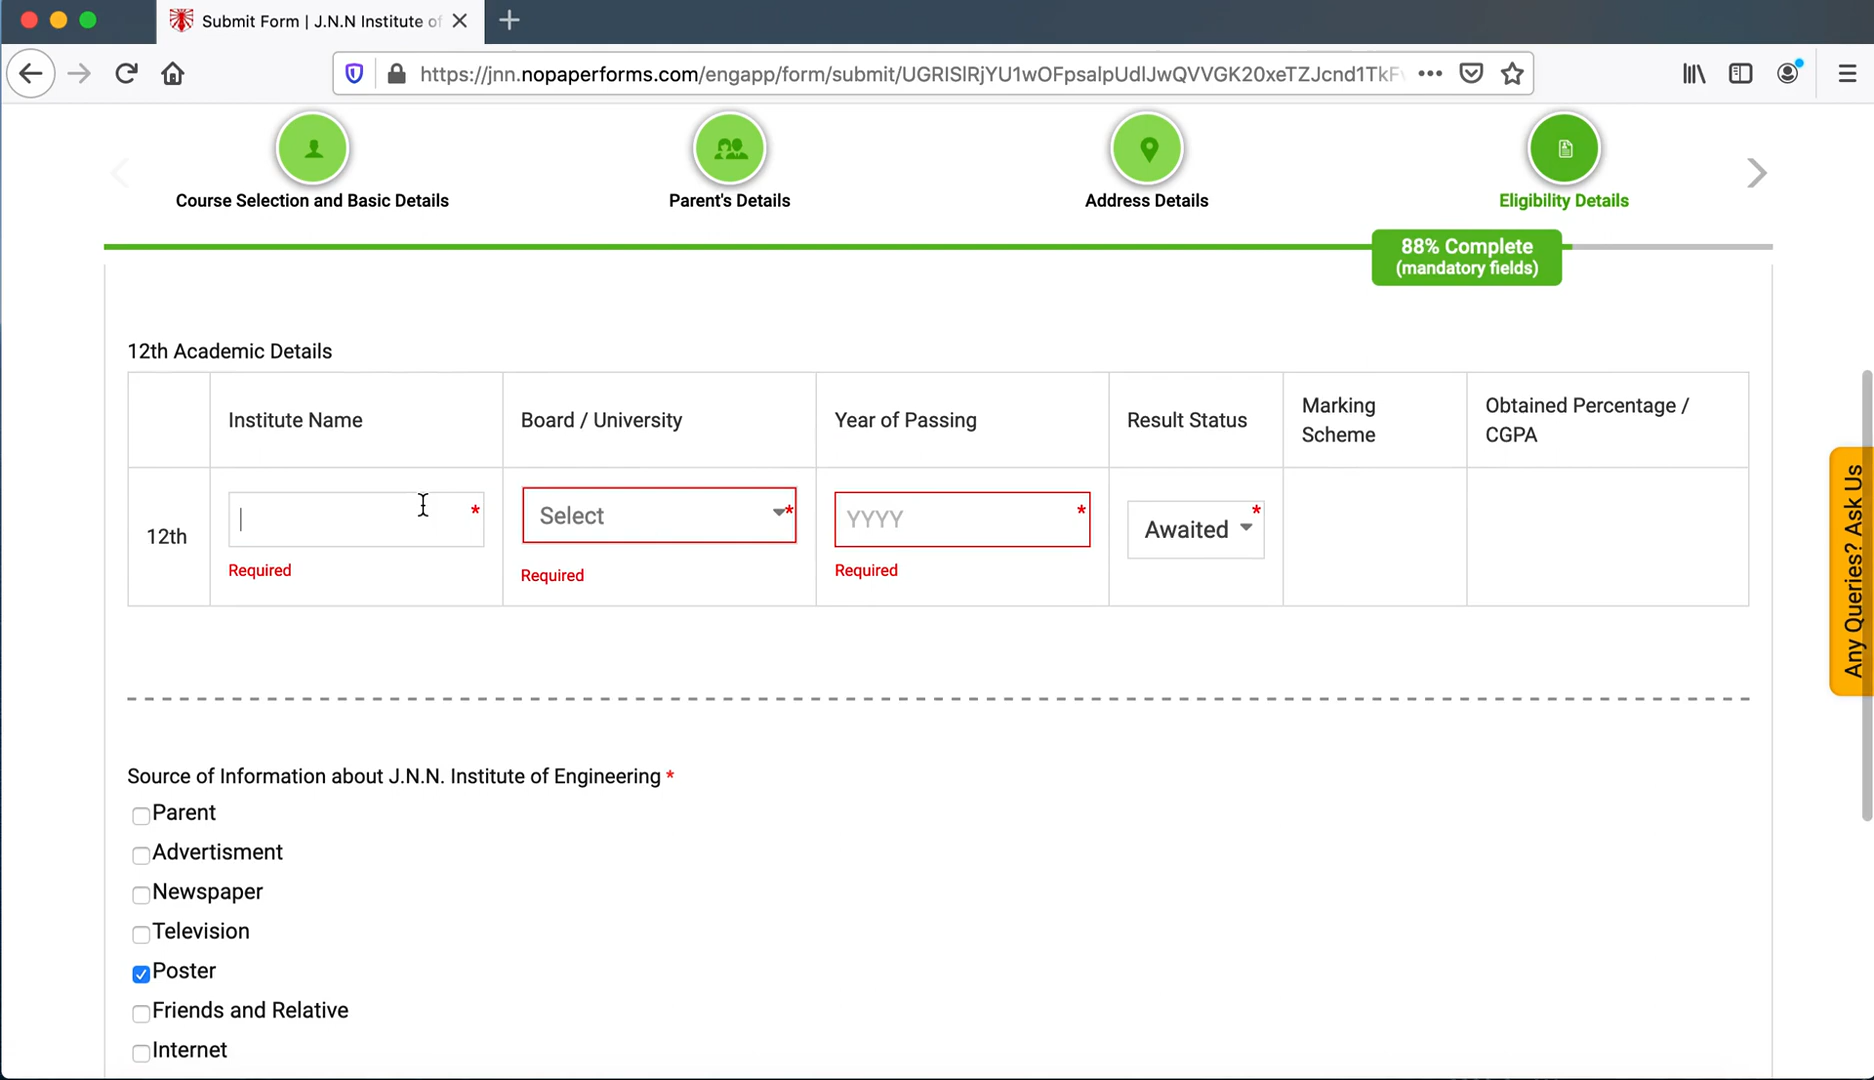 Submit Form | J.N.N Institute of
https://jnn.nopaperforms.com/engapp/form/submit/
Course Selection and Basic Details
Parent's Details
Address Details
Eligibility Details
88% Complete
(mandatory fields)
12th Academic Details
Institute Name
Board / University
Year of Passing
Result Status
Marking
Scheme
Obtained Percentage /
CGPA
12th
*
Select *
YYYY *
Awaited *
Required
Required
Required
Any Queries? Ask Us
Source of Information about J.N.N. Institute of Engineering *
Parent
Advertisment
Newspaper
Television
Poster
Friends and Relative
Internet